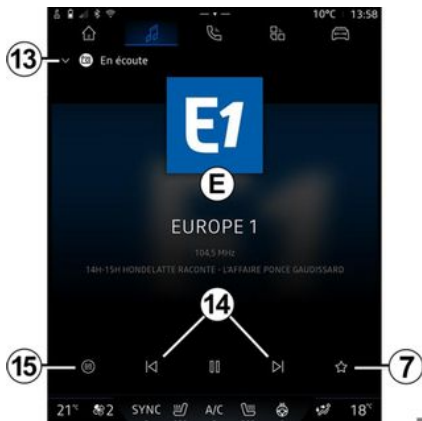 10°C 13:58
13
En écoute
E1
E
EUROPE 1
104,5 MHz
14H-15H HONDELATTE RACONTE - L'AFFAIRE PONCE GAUDISSARD
14
15
7
21°c 2 SYNC A/C 18°c